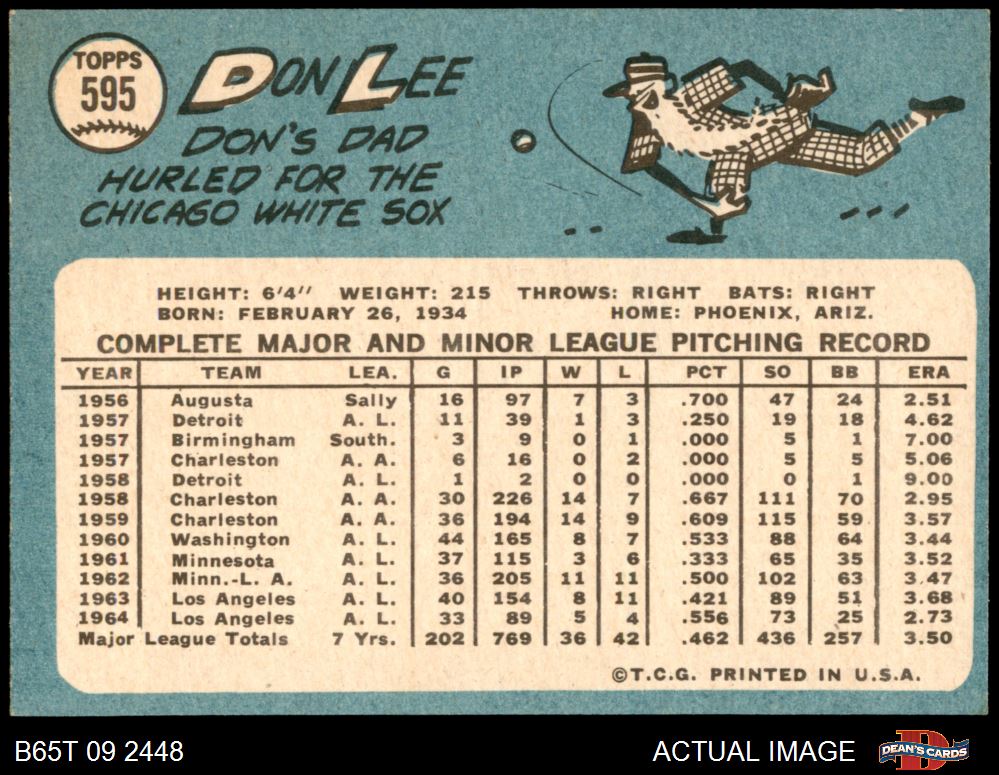 TOPPS
595
DON LEE
DON'S DAD
HURLED FOR THE
CHICAGO WHITE SOX
HEIGHT: 6'4" WEIGHT: 215 THROWS: RIGHT BATS: RIGHT
BORN: FEBRUARY 26, 1934 HOME: PHOENIX, ARIZ.
COMPLETE MAJOR AND MINOR LEAGUE PITCHING RECORD
YEAR TEAM LEA. G IP W L PCT SO BB ERA
1956 Augusta Sally 16 97 7 3 .700 47 24 2.51
1957 Detroit A. L. 11 39 1 3 .250 19 18 4.62
1957 Birmingham South. 3 9 0 1 .000 5 1 7.00
1957 Charleston A. A. 6 16 0 2 .000 5 5 5.06
1958 Detroit A. L. 1 2 0 0 .000 0 1 9.00
1958 Charleston A. A. 30 226 14 7 .667 111 70 2.95
1959 Charleston A. A. 36 194 14 9 .609 115 59 3.57
1960 Washington A. L. 44 165 8 7 .533 88 64 3.44
1961 Minnesota A. L. 37 115 3 6 .333 65 35 3.52
1962 Minn.-L. A. A. L. 36 205 11 11 .500 102 63 3.47
1963 Los Angeles A. L. 40 154 8 11 .421 89 51 3.68
1964 Los Angeles A. L. 33 89 5 4 .556 73 25 2.73
Major League Totals 7 Yrs. 202 769 36 42 .462 436 257 3.50
©T.C.G. PRINTED IN U.S.A.
B65T 09 2448 ACTUAL IMAGE D DEAN'S CARDS